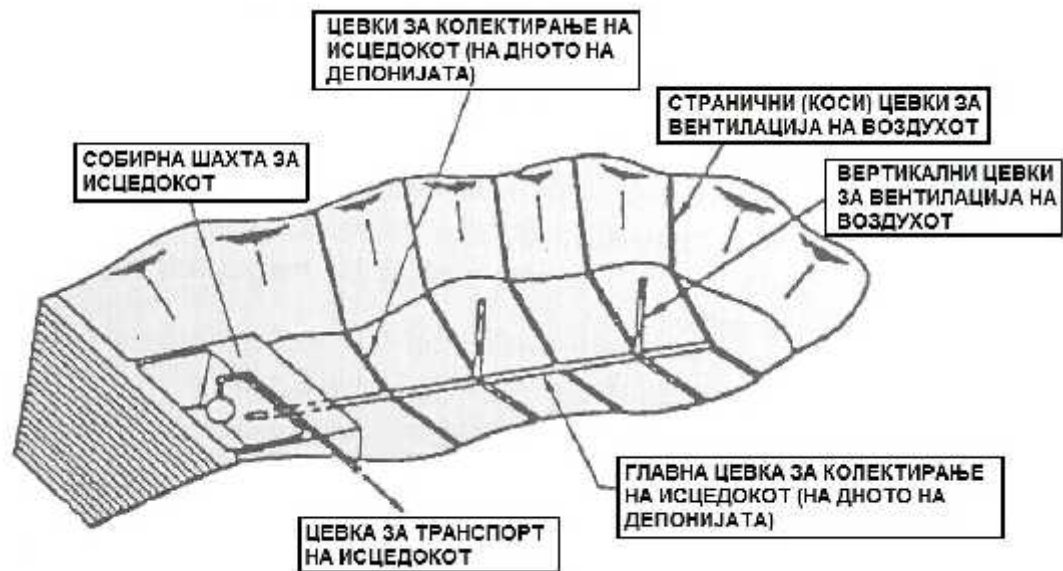 ЦЕВКИ ЗА КОЛЕКТИРАЊЕ НА
ИСЦЕДОКОТ (НА ДНОТО НА
ДЕПОНИЈАТА)
СТРАНИЧНИ (КОСИ) ЦЕВКИ ЗА
ВЕНТИЛАЦИЈА НА ВОЗДУХОТ
СОБИРНА ШАХТА ЗА
ИСЦЕДОКОТ
ВЕРТИКАЛНИ ЦЕВКИ
ЗА ВЕНТИЛАЦИЈА НА
ВОЗДУХОТ
ГЛАВНА ЦЕВКА ЗА КОЛЕКТИРАЊЕ
НА ИСЦЕДОКОТ (НА ДНОТО НА
ДЕПОНИЈАТА)
ЦЕВКА ЗА ТРАНСПОРТ
НА ИСЦЕДОКОТ